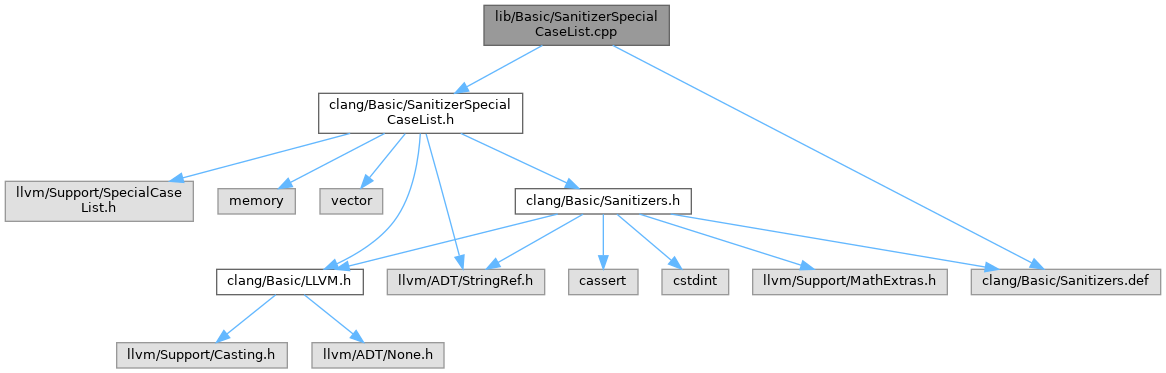 lib/Basic/SanitizerSpecial
CaseList.cpp
clang/Basic/SanitizerSpecial
CaseList.h
llvm/Support/SpecialCase
List.h
memory
vector
clang/Basic/Sanitizers.h
clang/Basic/LLVM.h
llvm/ADT/StringRef.h
cassert
cstdint
llvm/Support/MathExtras.h
clang/Basic/Sanitizers.def
llvm/Support/Casting.h
llvm/ADT/None.h